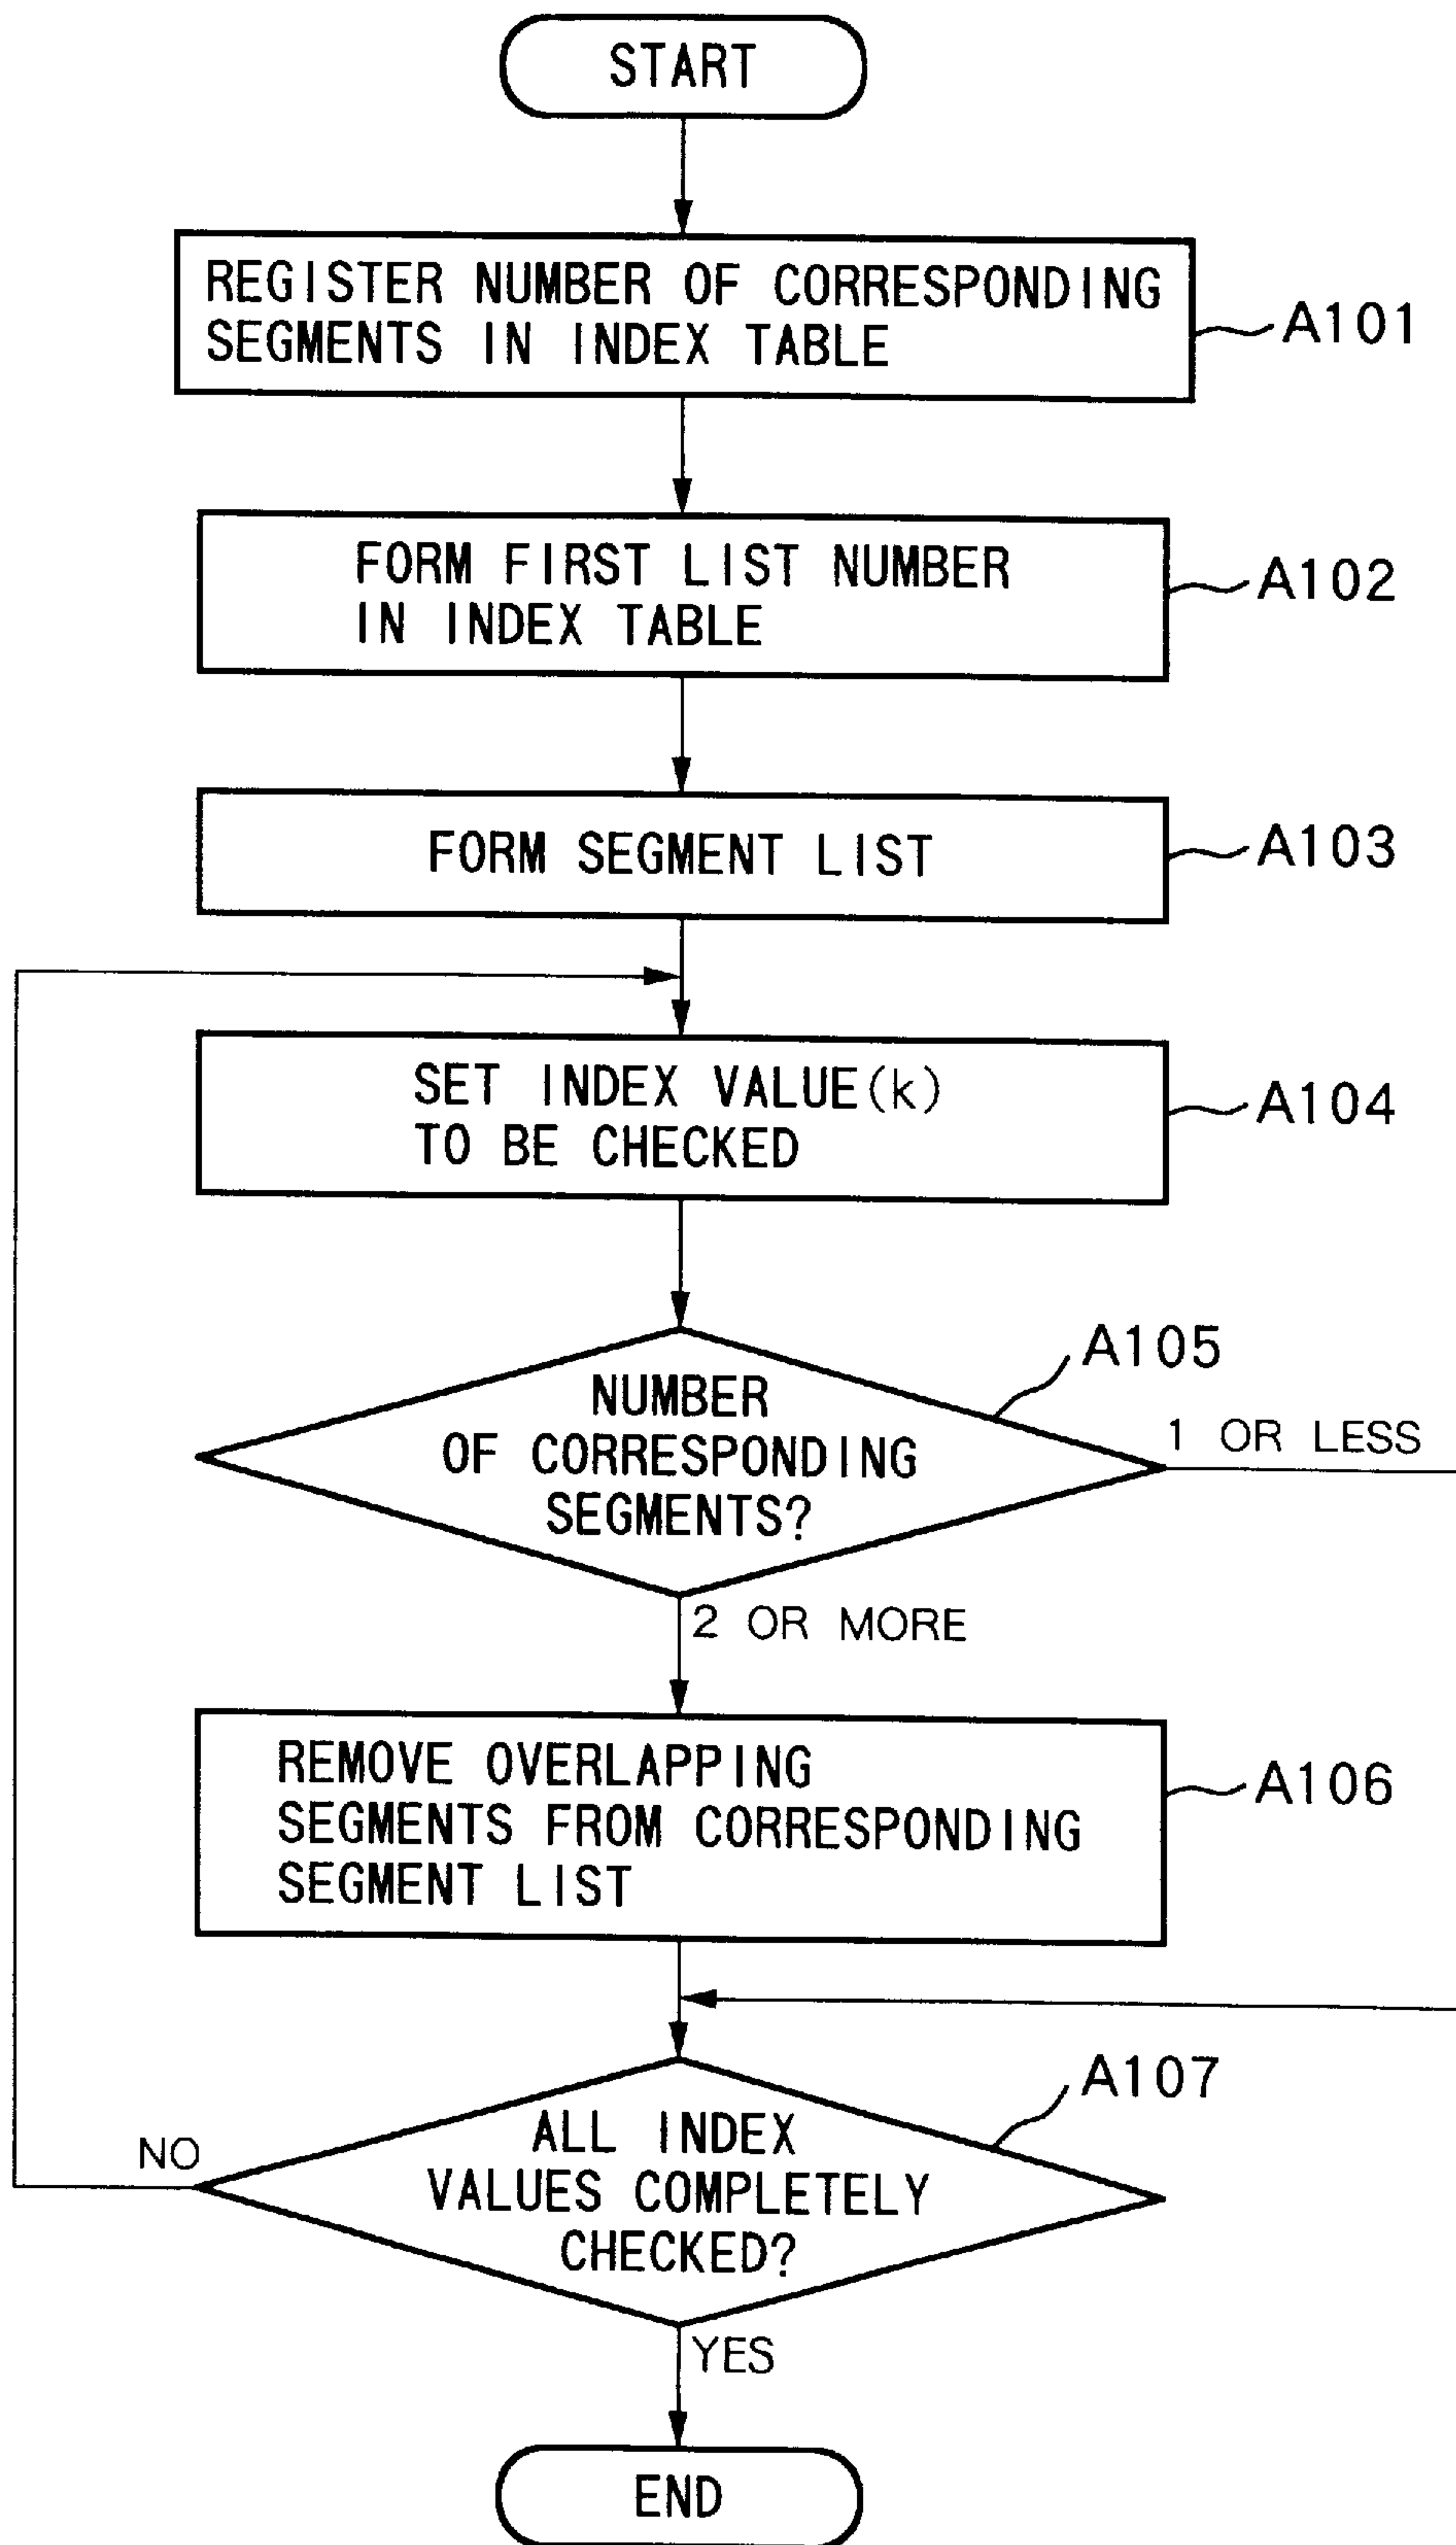 START
REGISTER NUMBER OF CORRESPONDING
SEGMENTS IN INDEX TABLE
A101
FORM FIRST LIST NUMBER
IN INDEX TABLE
A102
FORM SEGMENT LIST
A103
SET INDEX VALUE(k)
TO BE CHECKED
A104
A105
NUMBER
OF CORRESPONDING
SEGMENTS?
1 OR LESS
2 OR MORE
REMOVE OVERLAPPING
SEGMENTS FROM CORRESPONDING
SEGMENT LIST
A106
A107
ALL INDEX
VALUES COMPLETELY
CHECKED?
NO
YES
END